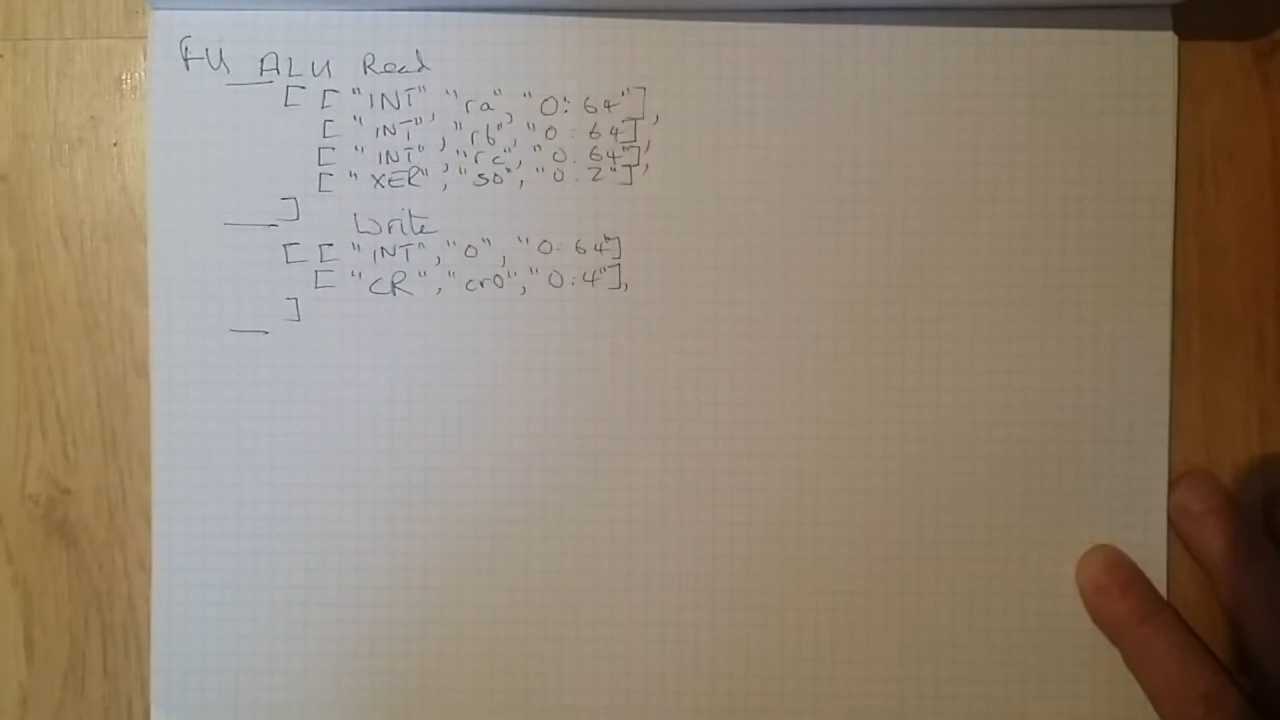 FU ALU Read
[ [ "INT", "ra", "0:64"],
[ "INT", "rb", "0:64],
[ "INT", "rc", "0:64"],
[ "XER", "so", "0:2"],
]
Write
[ [ "INT", "o", "0:64"]
[ "CR", "cr0", "0:4"],
]